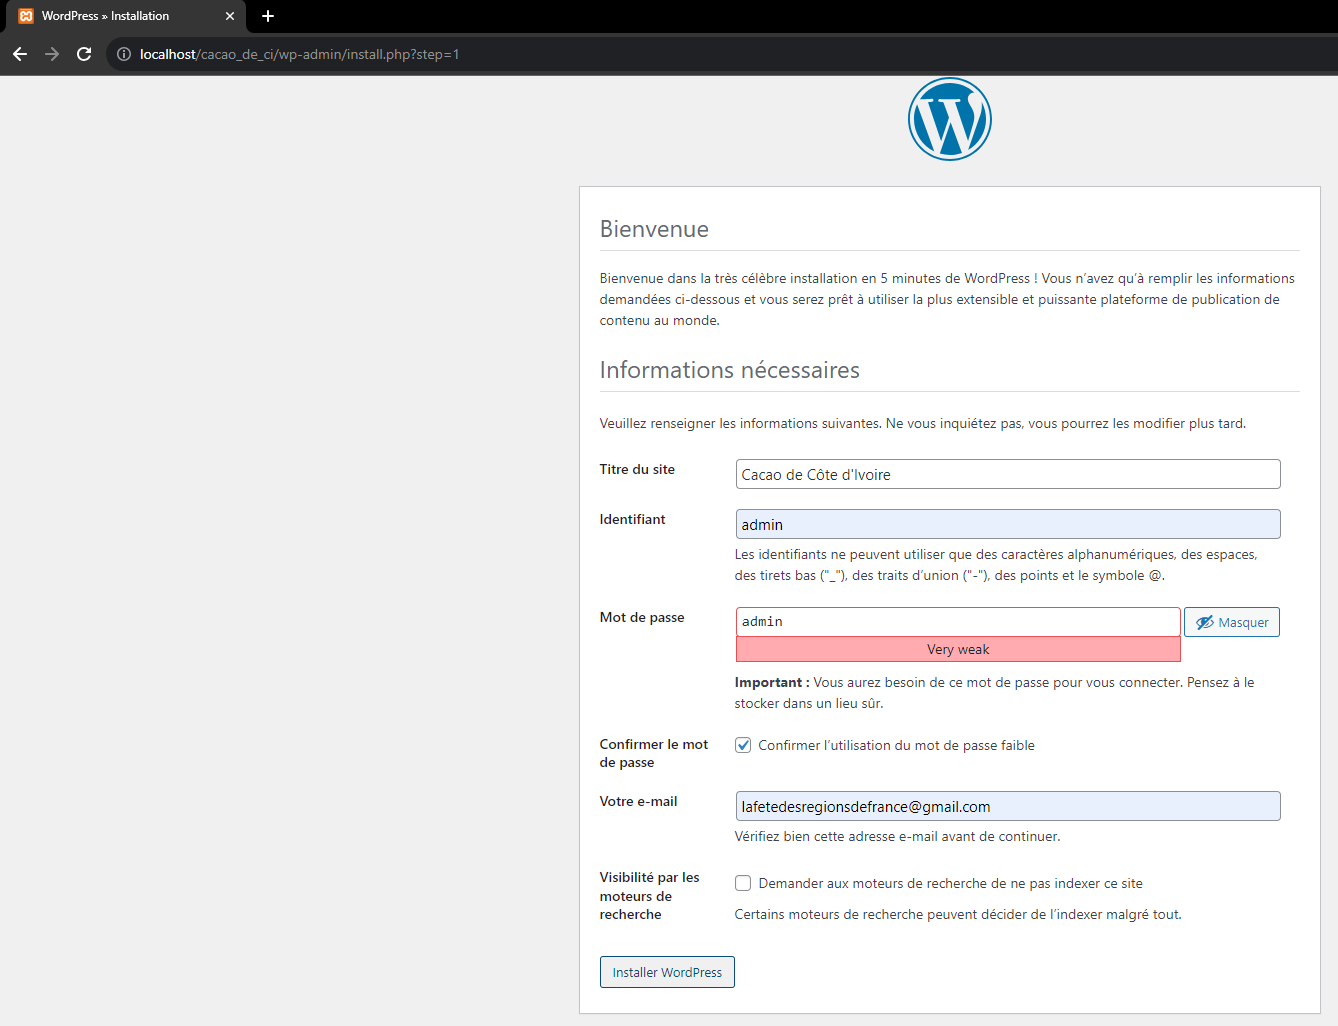 WordPress » Installation
localhost/cacao_de_ci/wp-admin/install.php?step=1
Bienvenue
Bienvenue dans la très célèbre installation en 5 minutes de WordPress ! Vous n’avez qu’à remplir les informations
demandées ci-dessous et vous serez prêt à utiliser la plus extensible et puissante plateforme de publication de
contenu au monde.
Informations nécessaires
Veuillez renseigner les informations suivantes. Ne vous inquiétez pas, vous pourrez les modifier plus tard.
Titre du site
Cacao de Côte d'Ivoire
Identifiant
admin
Les identifiants ne peuvent utiliser que des caractères alphanumériques, des espaces,
des tirets bas ("_"), des traits d’union ("-"), des points et le symbole @.
Mot de passe
admin
Masquer
Very weak
Important : Vous aurez besoin de ce mot de passe pour vous connecter. Pensez à le
stocker dans un lieu sûr.
Confirmer le mot
de passe
Confirmer l’utilisation du mot de passe faible
Votre e-mail
lafetedesregionsdefrance@gmail.com
Vérifiez bien cette adresse e-mail avant de continuer.
Visibilité par les
moteurs de
recherche
Demander aux moteurs de recherche de ne pas indexer ce site
Certains moteurs de recherche peuvent décider de l’indexer malgré tout.
Installer WordPress